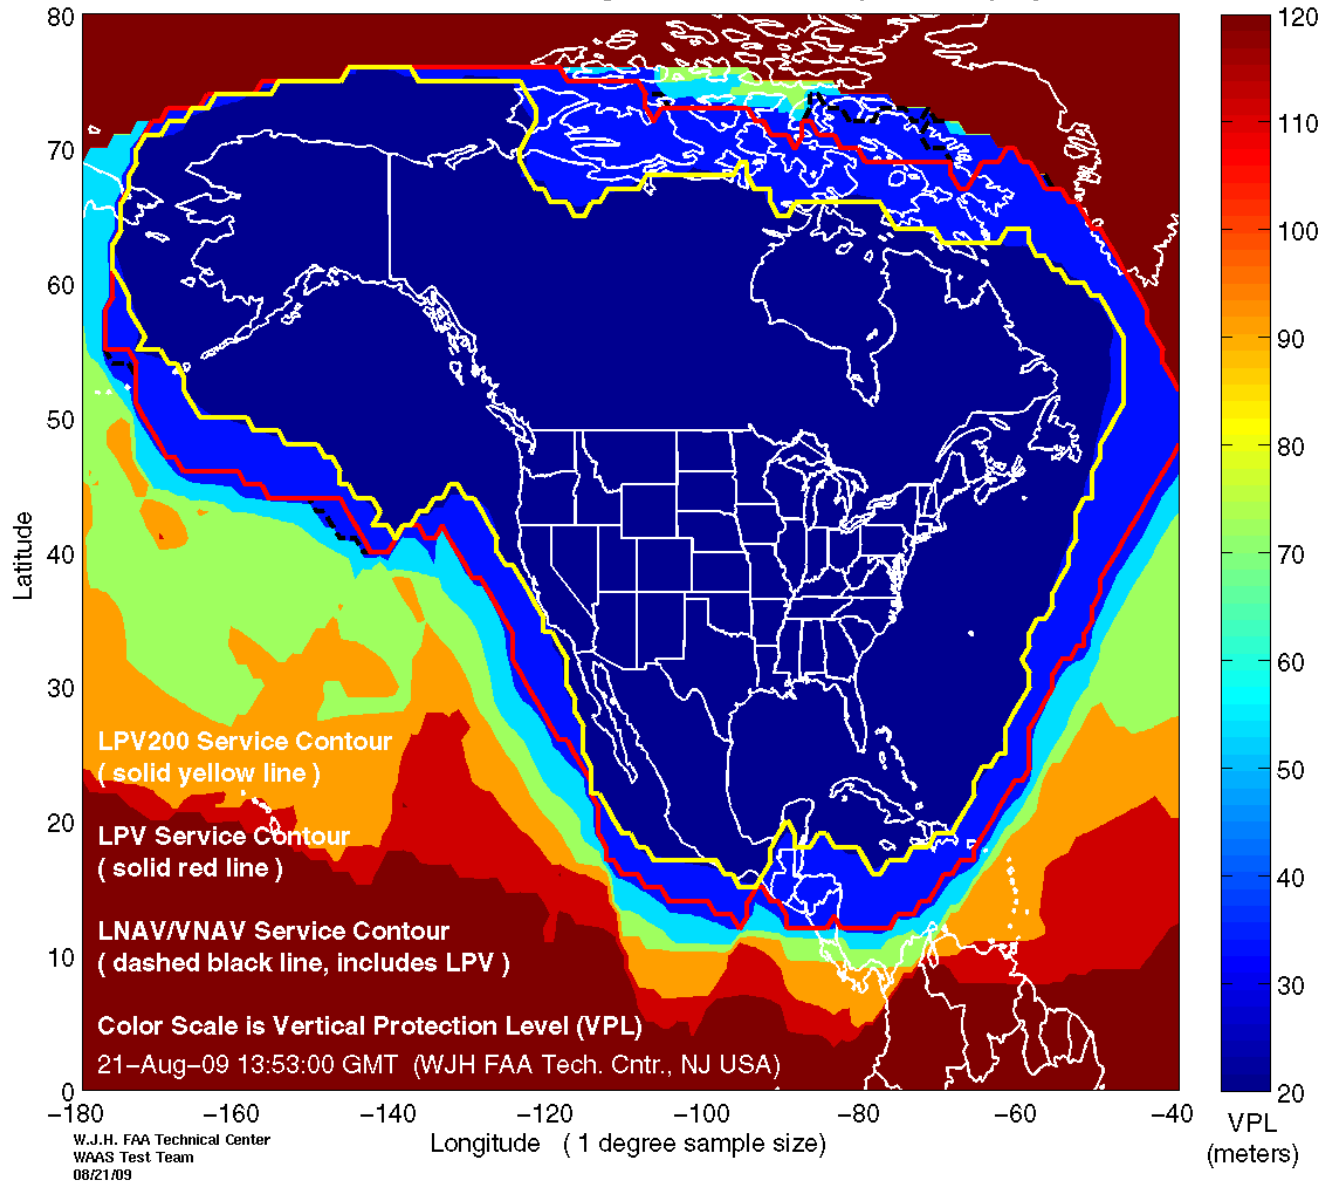 80
70
60
50
40
30
20
10
0
Latitude
LPV200 Service Contour
( solid yellow line )
LPV Service Contour
( solid red line )
LNAV/VNAV Service Contour
( dashed black line, includes LPV )
Color Scale is Vertical Protection Level (VPL)
21–Aug–09 13:53:00 GMT (WJH FAA Tech. Cntr., NJ USA)
−180 −160 −140 −120 −100 −80 −60 −40
Longitude ( 1 degree sample size)
W.J.H. FAA Technical Center
WAAS Test Team
08/21/09
120
110
100
90
80
70
60
50
40
30
20
VPL
(meters)